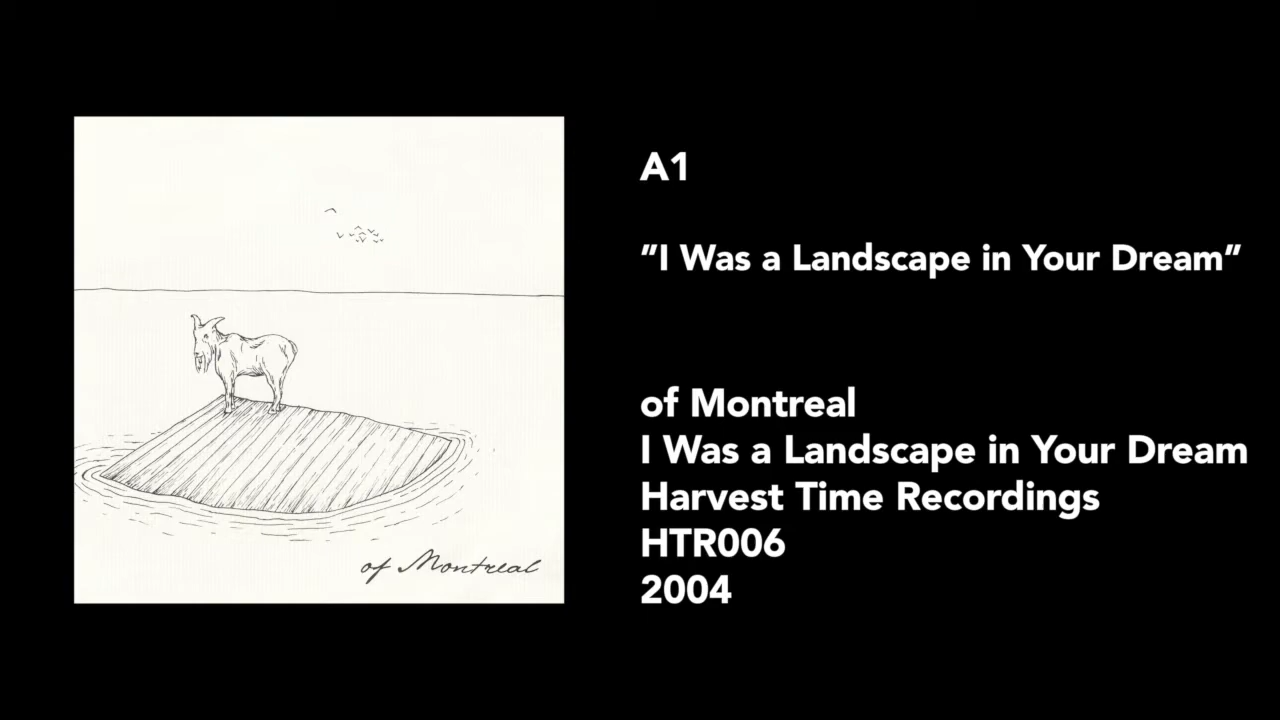 of Montreal
A1
"I Was a Landscape in Your Dream"
of Montreal
I Was a Landscape in Your Dream
Harvest Time Recordings
HTR006
2004